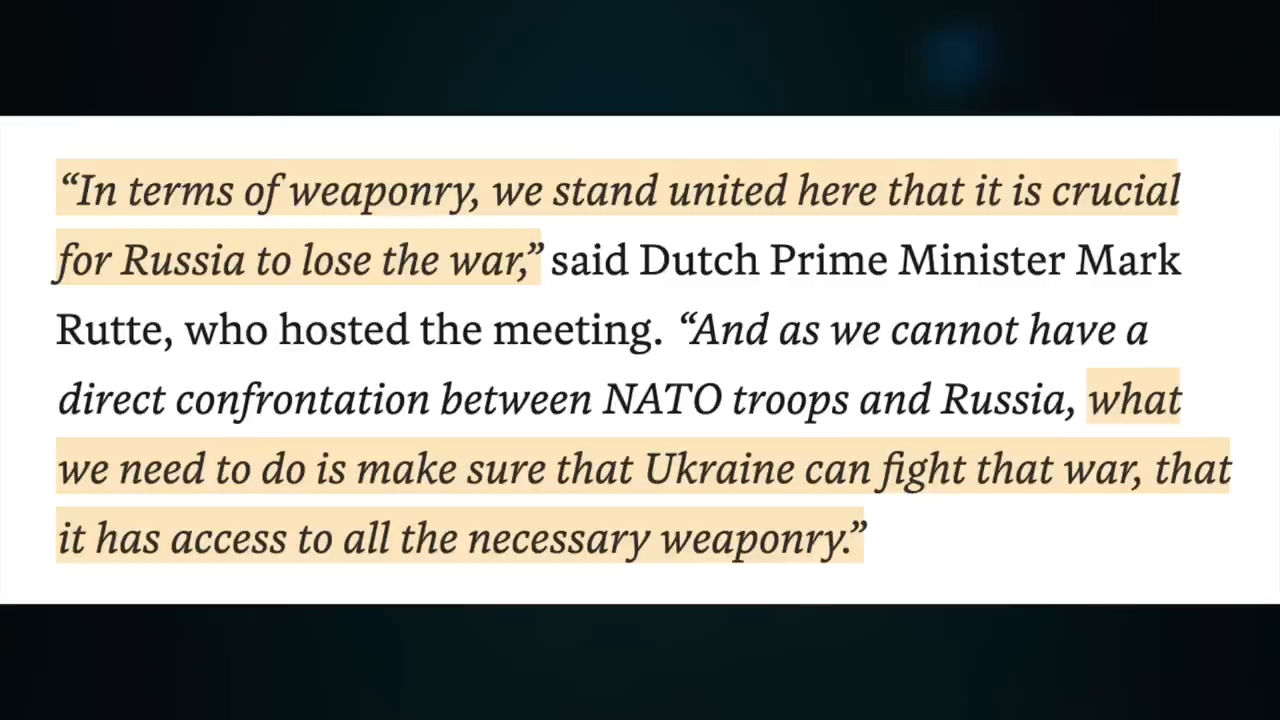 “In terms of weaponry, we stand united here that it is crucial
for Russia to lose the war,” said Dutch Prime Minister Mark
Rutte, who hosted the meeting. “And as we cannot have a
direct confrontation between NATO troops and Russia, what
we need to do is make sure that Ukraine can fight that war, that
it has access to all the necessary weaponry.”